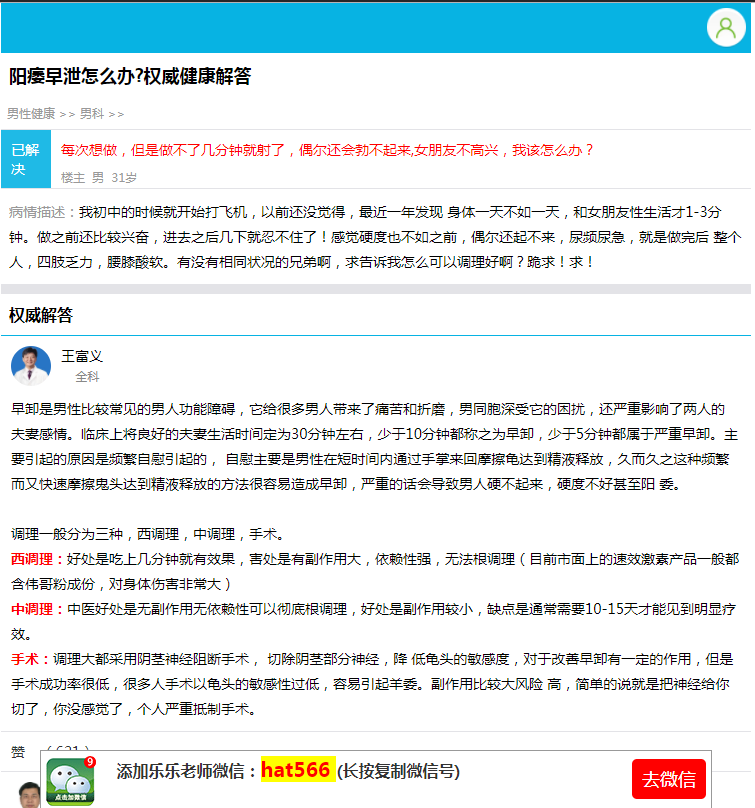 阳痿早泄怎么办?权威健康解答
男性健康 >> 男科 >>
已解
决
每次想做，但是做不了几分钟就射了，偶尔还会勃不起来,女朋友不高兴，我该怎么办？
楼主 男 31岁
病情描述：我初中的时候就开始打飞机，以前还没觉得，最近一年发现 身体一天不如一天，和女朋友性生活才1-3分
钟。做之前还比较兴奋，进去之后几下就忍不住了！感觉硬度也不如之前，偶尔还起不来，尿频尿急，就是做完后 整个
人，四肢乏力，腰膝酸软。有没有相同状况的兄弟啊，求告诉我怎么可以调理好啊？跪求！求！
权威解答
王富义
全科
早卸是男性比较常见的男人功能障碍，它给很多男人带来了痛苦和折磨，男同胞深受它的困扰，还严重影响了两人的
夫妻感情。临床上将良好的夫妻生活时间定为30分钟左右，少于10分钟都称之为早卸，少于5分钟都属于严重早卸。主
要引起的原因是频繁自慰引起的， 自慰主要是男性在短时间内通过手掌来回摩擦龟达到精液释放，久而久之这种频繁
而又快速摩擦鬼头达到精液释放的方法很容易造成早卸，严重的话会导致男人硬不起来，硬度不好甚至阳 委。
调理一般分为三种，西调理，中调理，手术。
西调理：好处是吃上几分钟就有效果，害处是有副作用大，依赖性强，无法根调理（目前市面上的速效激素产品一般都
含伟哥粉成份，对身体伤害非常大）
中调理：中医好处是无副作用无依赖性可以彻底根调理，好处是副作用较小，缺点是通常需要10-15天才能见到明显疗
效。
手术：调理大都采用阴茎神经阻断手术， 切除阴茎部分神经，降 低龟头的敏感度，对于改善早卸有一定的作用，但是
手术成功率很低，很多人手术以龟头的敏感性过低，容易引起羊委。副作用比较大风险 高，简单的说就是把神经给你
切了，你没感觉了，个人严重抵制手术。
赞 （621）
9
点击加微信
添加乐乐老师微信：hat566 (长按复制微信号)
去微信